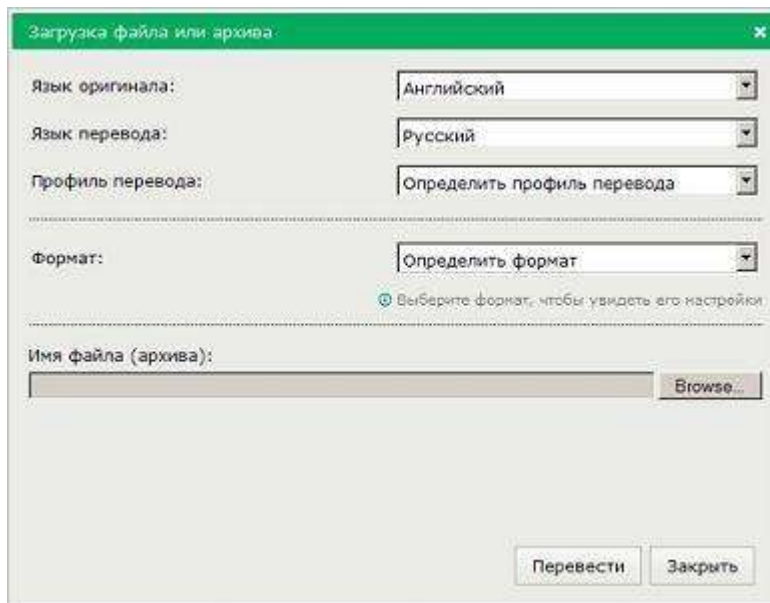 Загрузка файла или архива
Язык оригинала: Английский
Язык перевода: Русский
Профиль перевода: Определить профиль перевода
Формат: Определить формат
Выберите формат, чтобы увидеть его настройки
Имя файла (архива):
Browse...
Перевести Закрыть